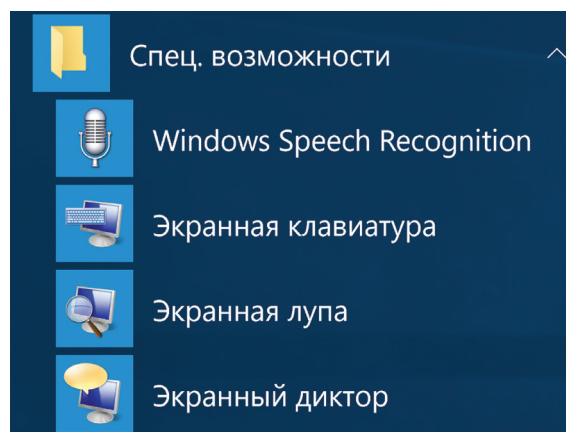 Спец. возможности
Windows Speech Recognition
Экранная клавиатура
Экранная лупа
Экранный диктор